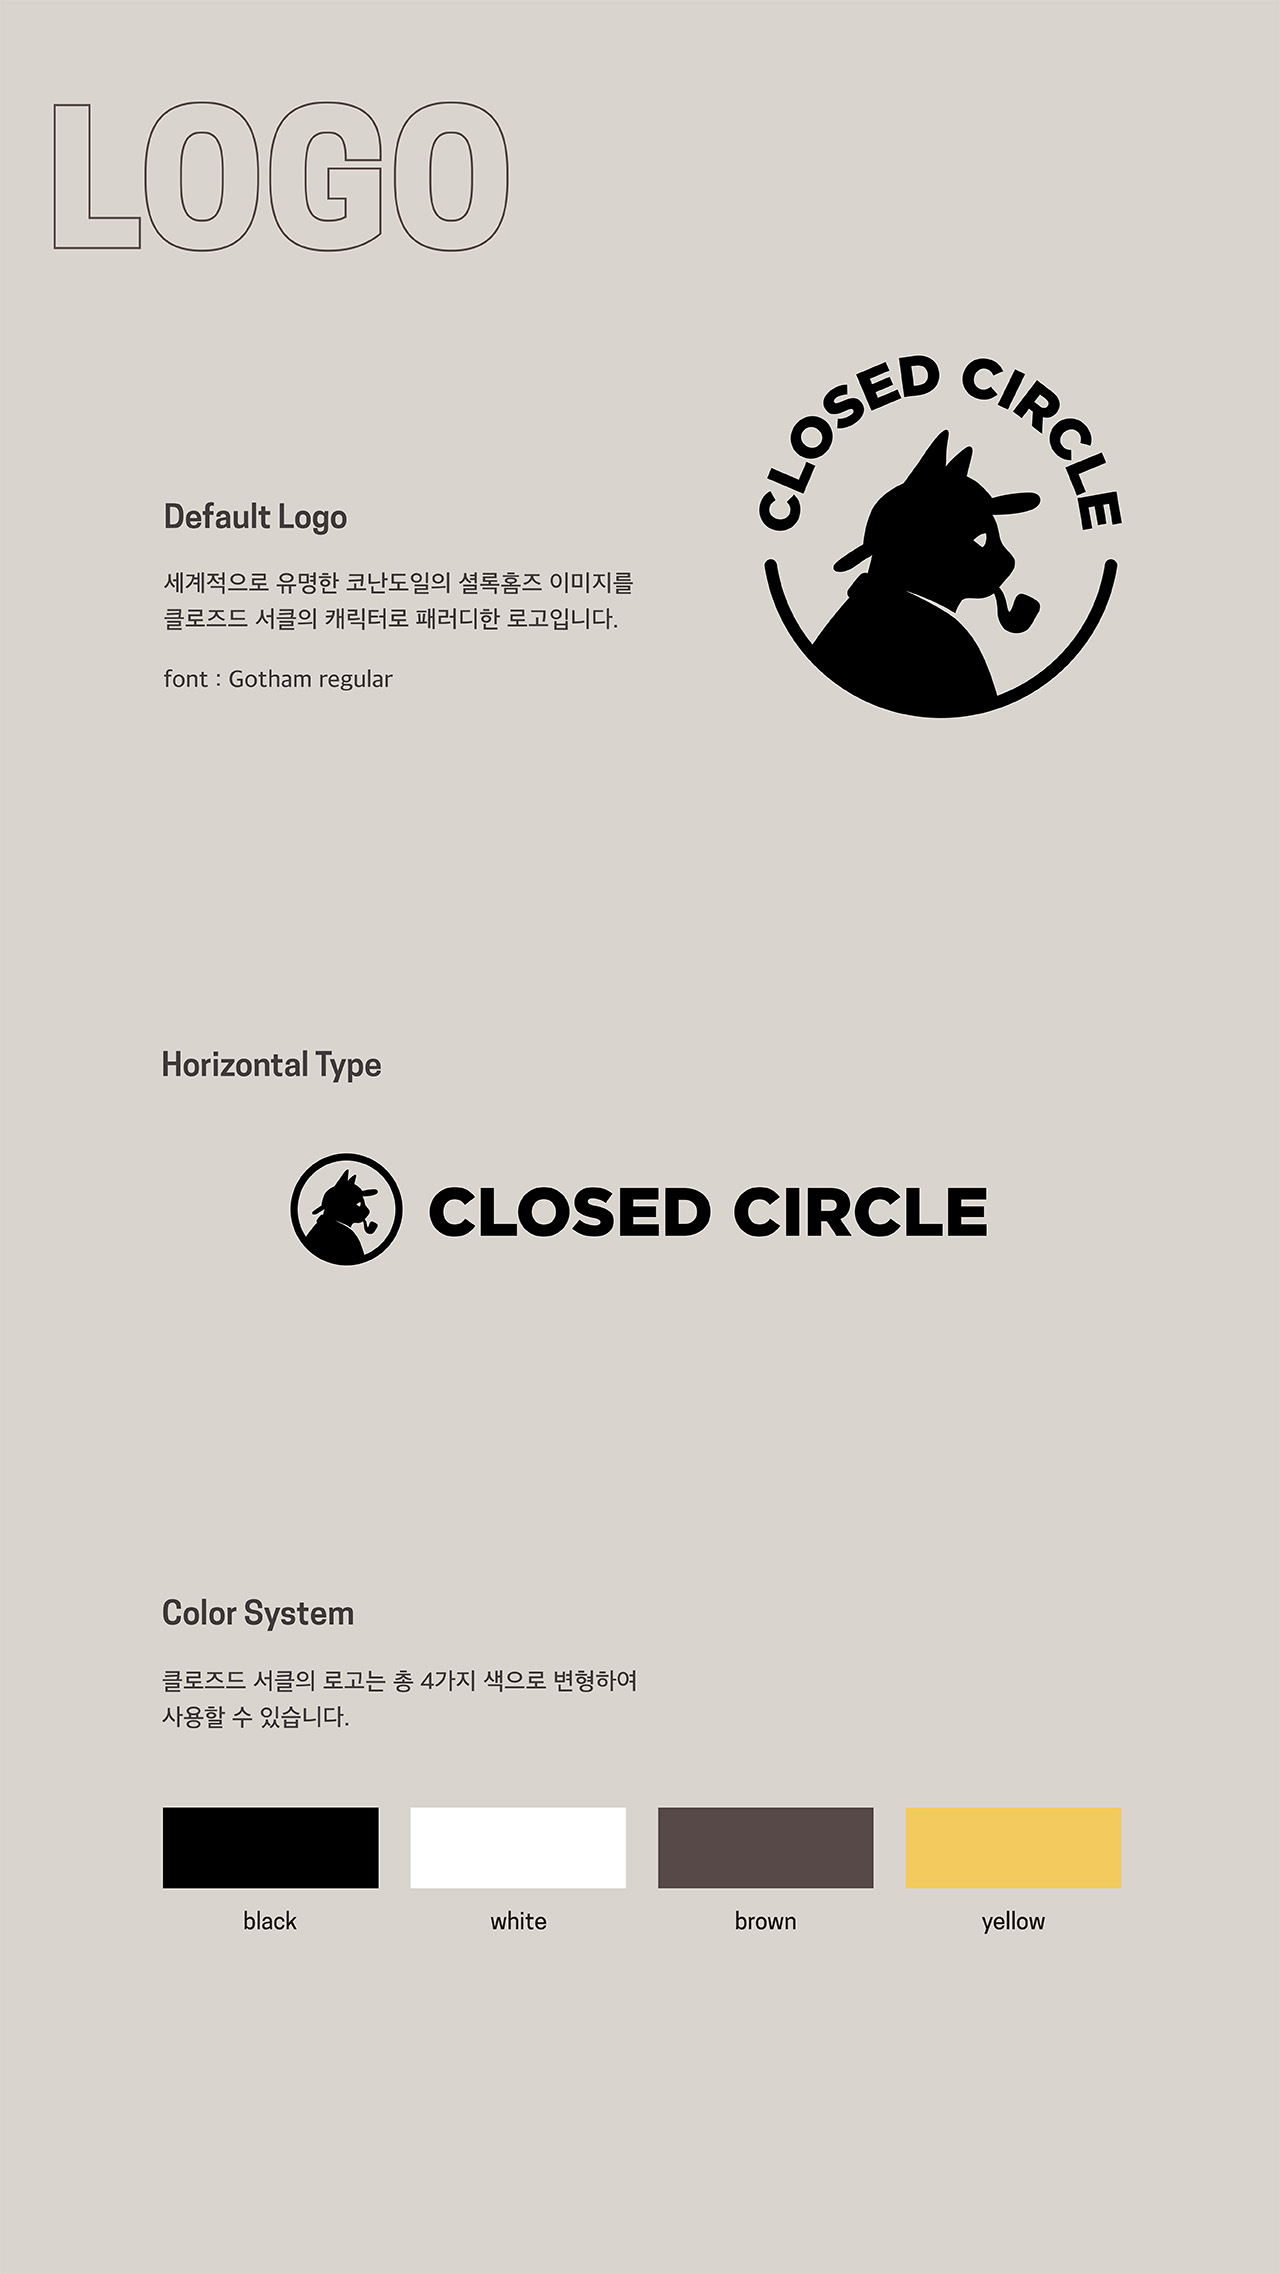 LOGO
CLOSED CIRCLE
Default Logo
세계적으로 유명한 코난도일의 셜록홈즈 이미지를
클로즈드 서클의 캐릭터로 패러디한 로고입니다.
font : Gotham regular
Horizontal Type
CLOSED CIRCLE
Color System
클로즈드 서클의 로고는 총 4가지 색으로 변형하여
사용할 수 있습니다.
black
white
brown
yellow